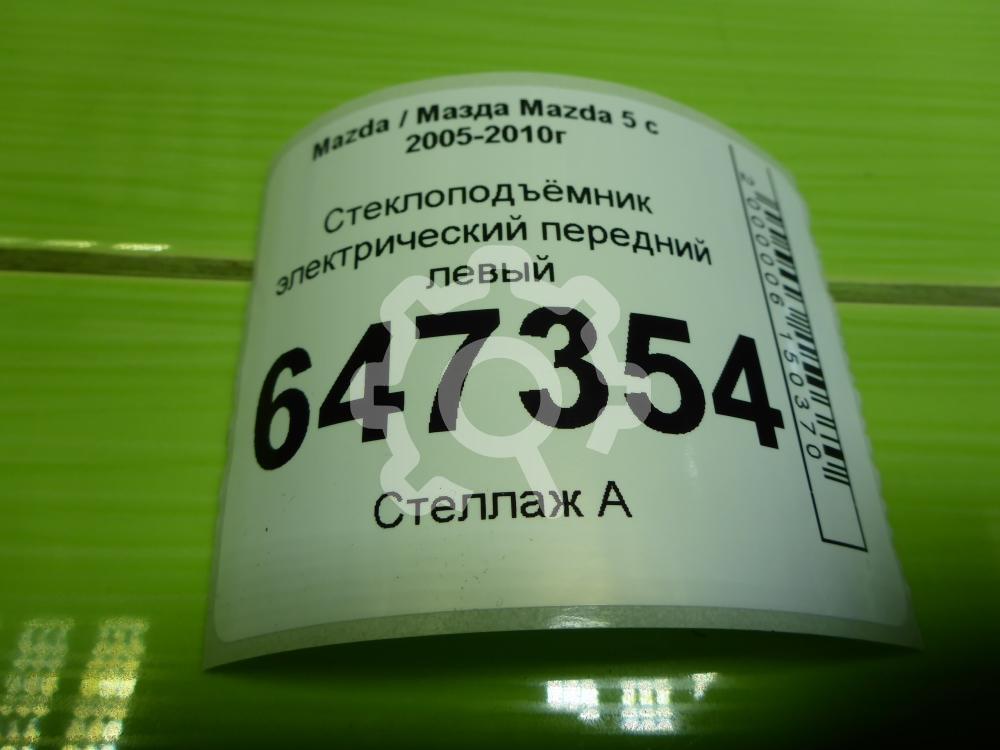 Mazda / Мазда Mazda 5 с
2005-2010г
Стеклоподъёмник
электрический передний
левый
647354
Стеллаж А
2000006150370